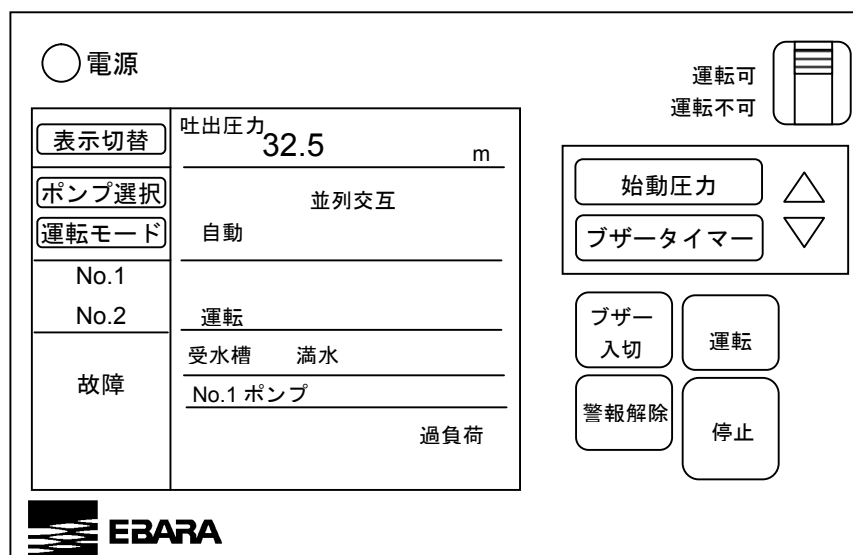 電源
運転可
運転不可
表示切替
吐出圧力
32.5
m
ポンプ選択
並列交互
運転モード
自動
No.1
No.2
運転
受水槽 満水
故障
No.1 ポンプ
過負荷
始動圧力
ブザータイマー
ブザー
入切
運転
警報解除
停止
EBARA